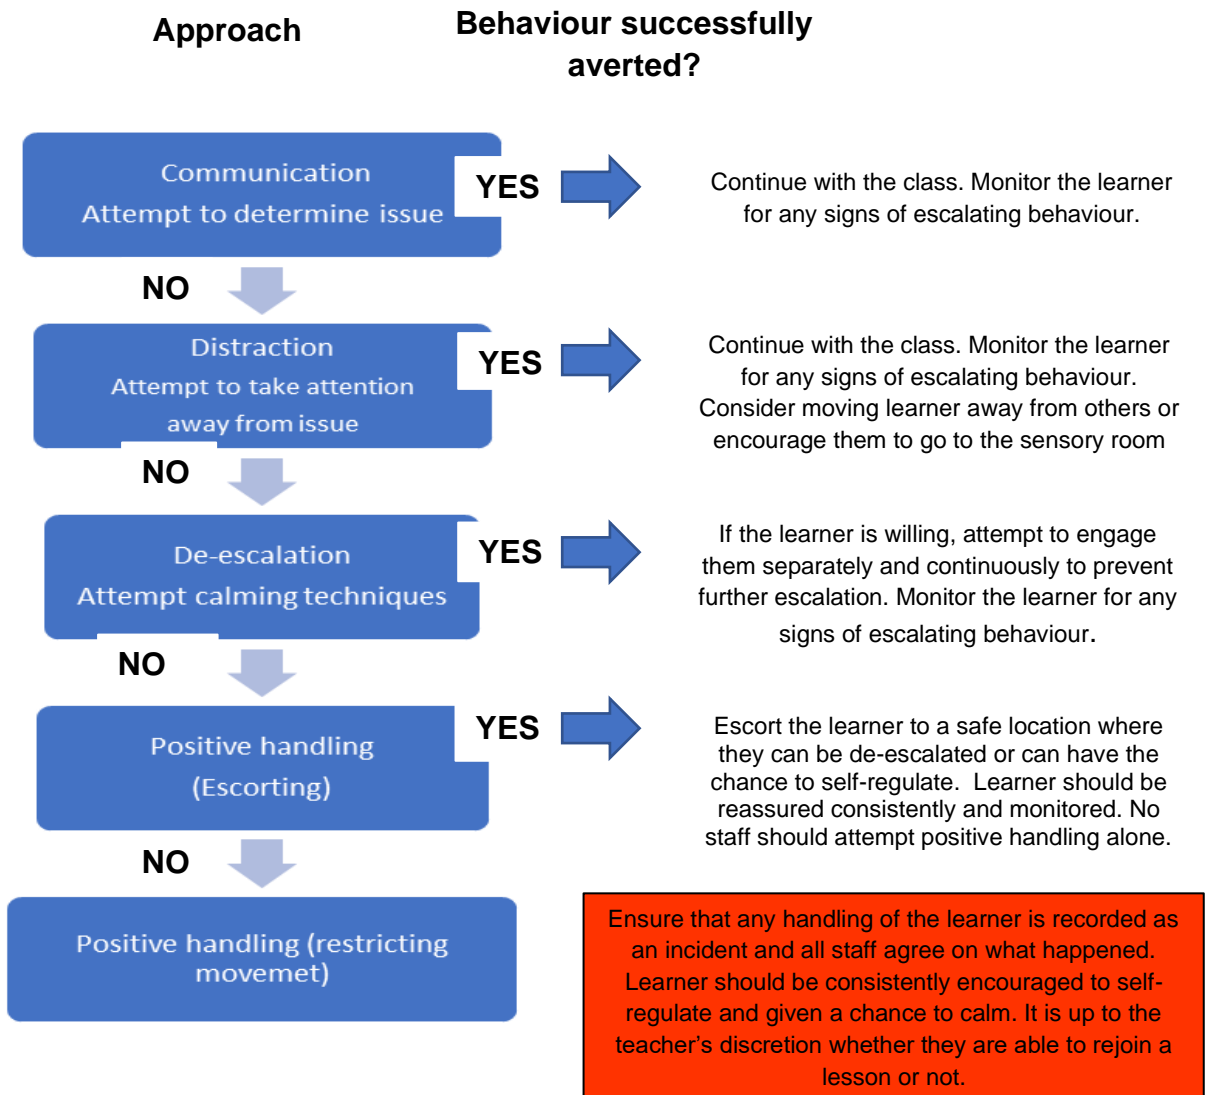 Approach
Behaviour successfully
averted?
Communication
Attempt to determine issue
YES
Continue with the class. Monitor the learner
for any signs of escalating behaviour.
NO
Distraction
Attempt to take attention
away from issue
YES
Continue with the class. Monitor the learner
for any signs of escalating behaviour.
Consider moving learner away from others or
encourage them to go to the sensory room
NO
De-escalation
Attempt calming techniques
YES
If the learner is willing, attempt to engage
them separately and continuously to prevent
further escalation. Monitor the learner for any
signs of escalating behaviour.
NO
Positive handling
(Escorting)
YES
Escort the learner to a safe location where
they can be de-escalated or can have the
chance to self-regulate. Learner should be
reassured consistently and monitored. No
staff should attempt positive handling alone.
NO
Positive handling (restricting
movemet)
Ensure that any handling of the learner is recorded as
an incident and all staff agree on what happened.
Learner should be consistently encouraged to self-
regulate and given a chance to calm. It is up to the
teacher's discretion whether they are able to rejoin a
lesson or not.